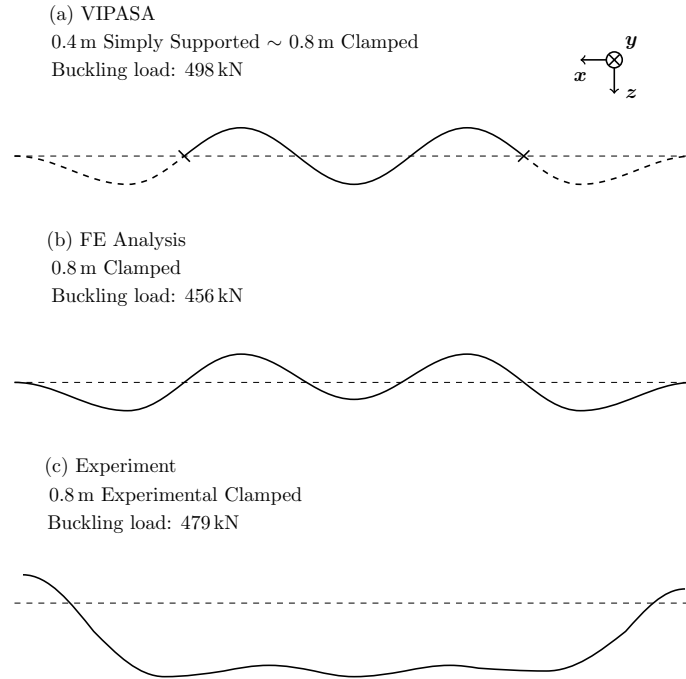 (a) VIPASA
0.4 m Simply Supported ∼ 0.8 m Clamped
Buckling load: 498 kN
y
x
z
(b) FE Analysis
0.8 m Clamped
Buckling load: 456 kN
(c) Experiment
0.8 m Experimental Clamped
Buckling load: 479 kN